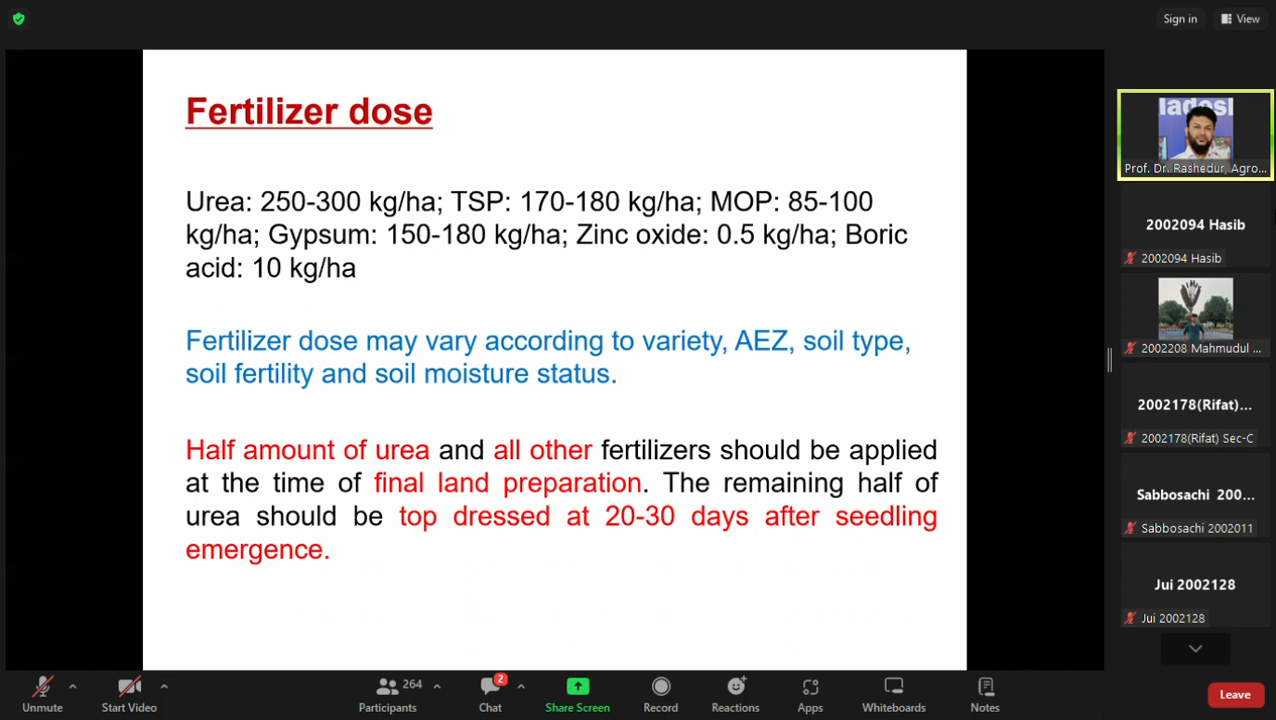 Sign in
View
Fertilizer dose
Urea: 250-300 kg/ha; TSP: 170-180 kg/ha; MOP: 85-100
kg/ha; Gypsum: 150-180 kg/ha; Zinc oxide: 0.5 kg/ha; Boric
acid: 10 kg/ha
Fertilizer dose may vary according to variety, AEZ, soil type,
soil fertility and soil moisture status.
Half amount of urea and all other fertilizers should be applied
at the time of final land preparation. The remaining half of
urea should be top dressed at 20-30 days after seedling
emergence.
Prof. Dr. Rashedur, Agro...
2002094 Hasib
2002094 Hasib
2002208 Mahmudul ...
2002178(Rifat)...
2002178(Rifat) Sec-C
Sabbosachi 200...
Sabbosachi 2002011
Jui 2002128
Jui 2002128
Unmute
Start Video
264
Participants
2
Chat
Share Screen
Record
Reactions
Apps
Whiteboards
Notes
Leave